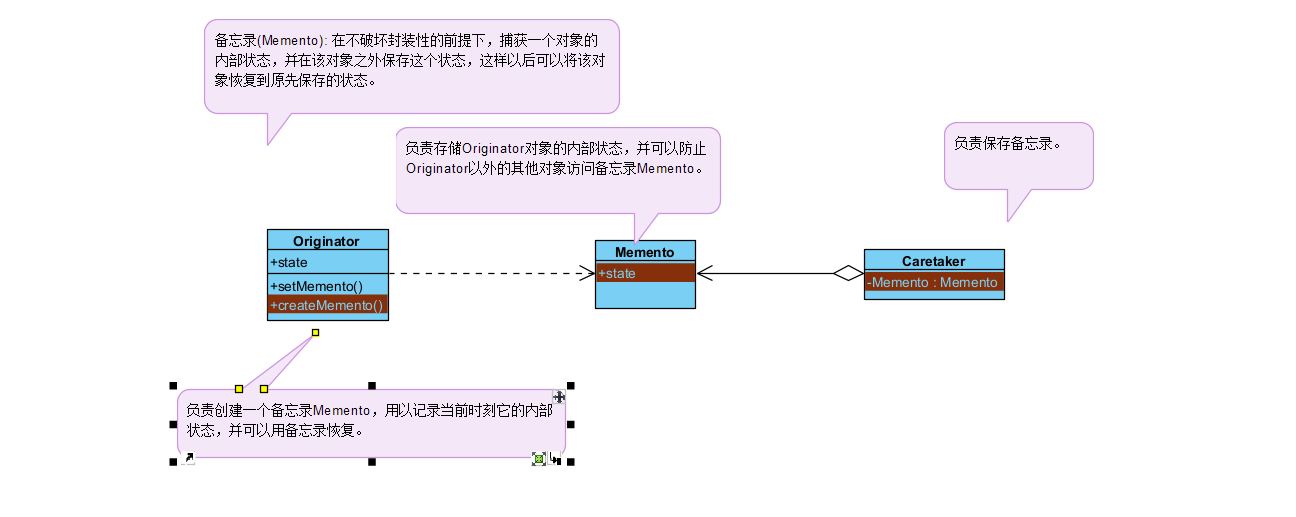 备忘录(Memento): 在不破坏封装性的前提下，捕获一个对象的
内部状态，并在该对象之外保存这个状态，这样以后可以将该对
象恢复到原先保存的状态。
负责存储Originator对象的内部状态，并可以防止
Originator以外的其他对象访问备忘录Memento。
负责保存备忘录。
Originator
+state
+setMemento()
+createMemento()
Memento
+state
Caretaker
-Memento : Memento
负责创建一个备忘录Memento，用以记录当前时刻它的内部
状态，并可以用备忘录恢复。